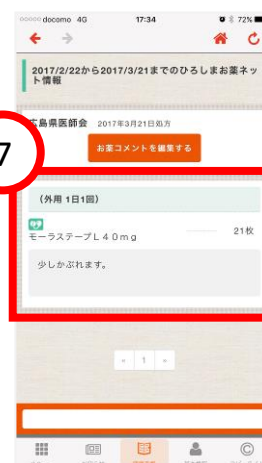 docomo 4G 17:34 72%
2017/2/22から2017/3/21までのひろしまお薬ネッ
ト情報
広島県医師会 2017年3月21日処方
お薬コメントを編集する
7
(外用 1日1回)
モーラステープL40mg 21枚
少しかぶれます。
« 1 »